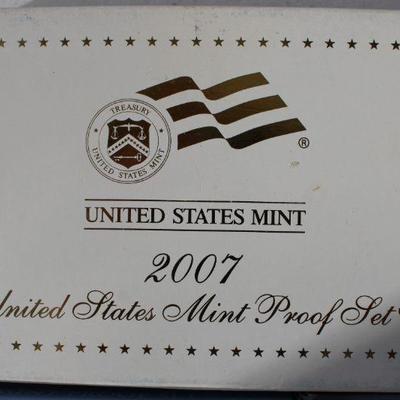 TREASURY
UNITED STATES MINT
®
UNITED STATES MINT
2007
United States Mint Proof Set